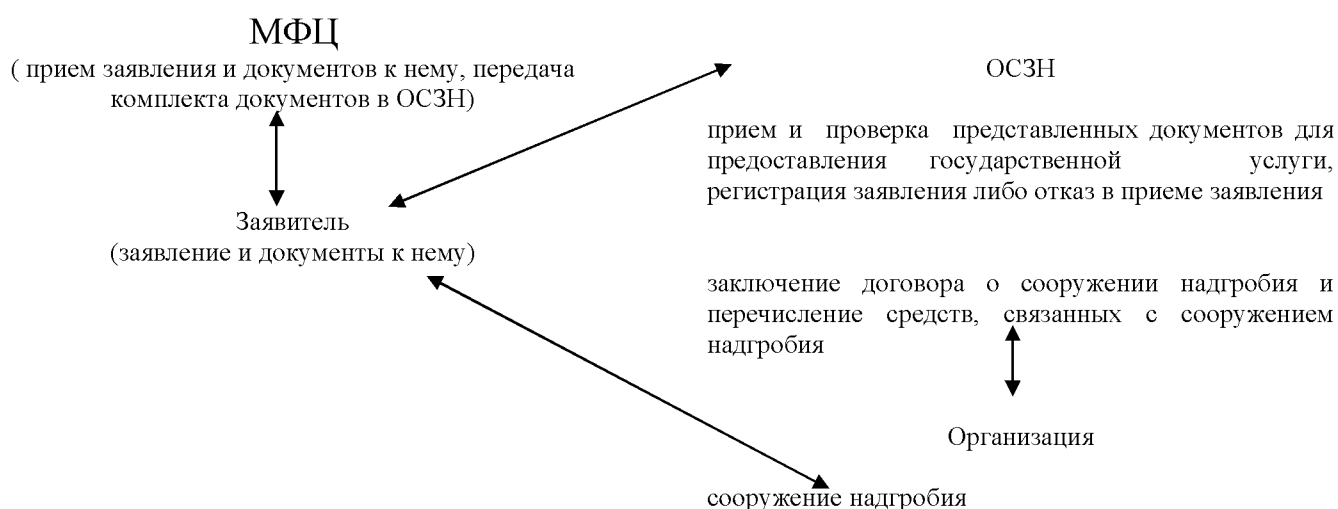 МФЦ
( прием заявления и документов к нему, передача
комплекта документов в ОСЗН)
Заявитель
(заявление и документы к нему)
ОСЗН
прием и проверка представленных документов для
предоставления государственной услуги,
регистрация заявления либо отказ в приеме заявления
заключение договора о сооружении надгробия и
перечисление средств, связанных с сооружением
надгробия
Организация
сооружение надгробия